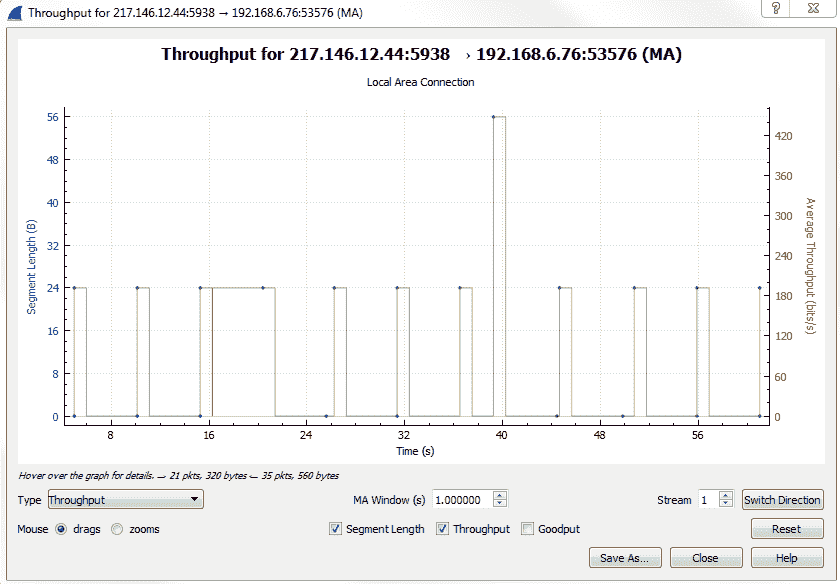 Throughput for 217.146.12.44:5938 → 192.168.6.76:53576 (MA)
Throughput for 217.146.12.44:5938 → 192.168.6.76:53576 (MA)
Local Area Connection
Segment Length (B)
56
48
40
32
24
16
8
0
420
360
300
240
180
120
60
0
Average Throughput (bits/s)
8 16 24 32 40 48 56
Time (s)
Hover over the graph for details. → 21 pkts, 320 bytes ← 35 pkts, 560 bytes
Type Throughput MA Window (s) 1.000000 Stream 1 Switch Direction
Mouse drags zooms Segment Length Throughput Goodput Reset
Save As... Close Help